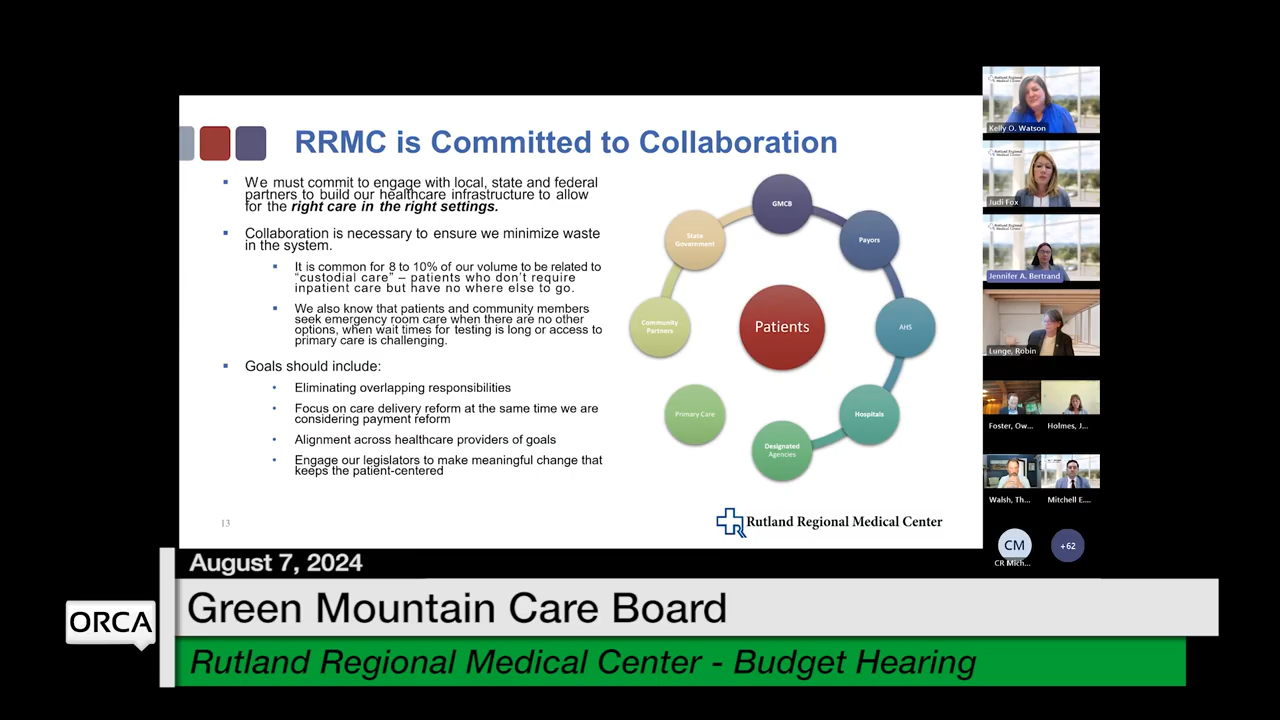 RRMC is Committed to Collaboration
We must commit to engage with local, state and federal
partners to build our healthcare infrastructure to allow
for the right care in the right settings.
Collaboration is necessary to ensure we minimize waste
in the system.
It is common for 8 to 10% of our volume to be related to
“custodial care” – patients who don’t require
inpatient care but have no where else to go.
We also know that patients and community members
seek emergency room care when there are no other
options, when wait times for testing is long or access to
primary care is challenging.
Goals should include:
Eliminating overlapping responsibilities
Focus on care delivery reform at the same time we are
considering payment reform
Alignment across healthcare providers of goals
Engage our legislators to make meaningful change that
keeps the patient-centered
GMCB
Payors
AHS
Hospitals
Designated
Agencies
Primary Care
Community
Partners
State
Government
Patients
13
Rutland Regional Medical Center
Kelly O. Watson
Judi Fox
Jennifer A. Bertrand
Lunge, Robin
Foster, Ow...
Holmes, J...
Walsh, Th...
Mitchell E....
CM
CR Mich...
+62
August 7, 2024
ORCA
Green Mountain Care Board
Rutland Regional Medical Center - Budget Hearing